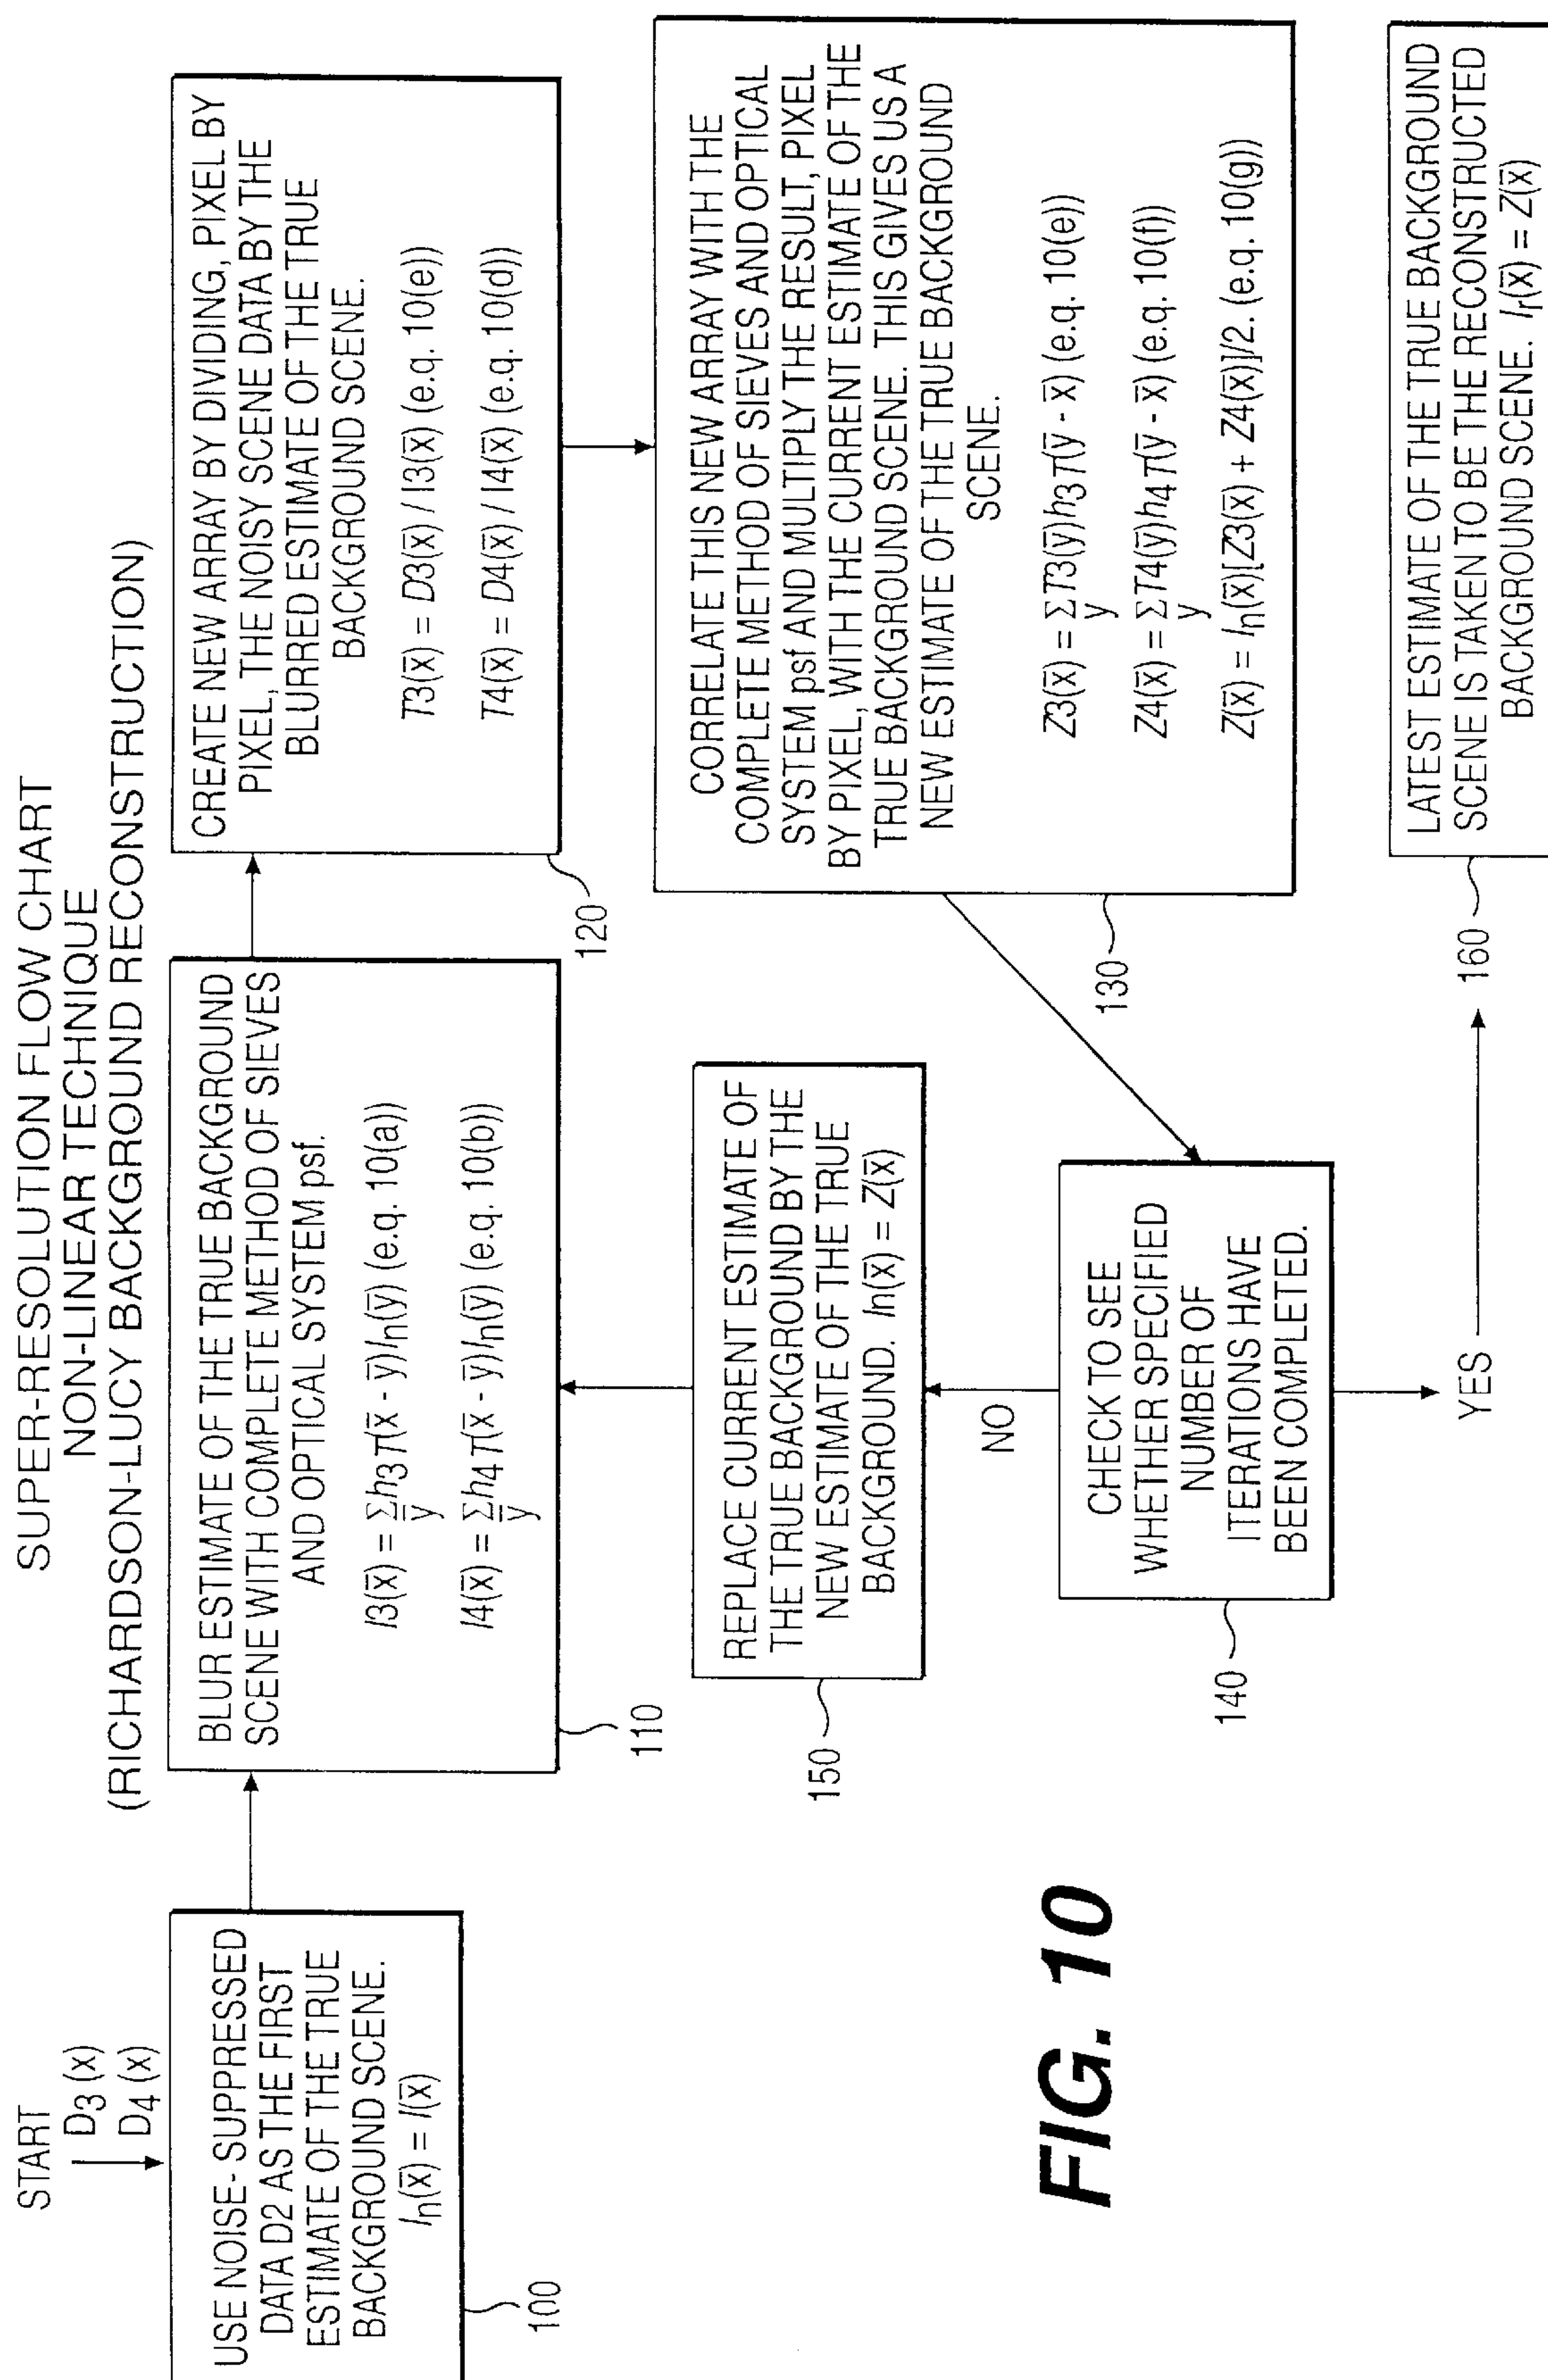 SUPER-RESOLUTION FLOW CHART
NON-LINEAR TECHNIQUE
(RICHARDSON-LUCY BACKGROUND RECONSTRUCTION)
START
D₃ (x)
D₄ (x)
USE NOISE-SUPPRESSED
DATA D2 AS THE FIRST
ESTIMATE OF THE TRUE
BACKGROUND SCENE.
Iₙ(x̅) = I(x̅)
100
BLUR ESTIMATE OF THE TRUE BACKGROUND
SCENE WITH COMPLETE METHOD OF SIEVES
AND OPTICAL SYSTEM psf.
I3(x̅) = Σh₃T(x̅ - y̅)Iₙ(y̅) (e.q. 10(a))
y
I4(x̅) = Σh₄T(x̅ - y̅)Iₙ(y̅) (e.q. 10(b))
y
110
CREATE NEW ARRAY BY DIVIDING, PIXEL BY
PIXEL, THE NOISY SCENE DATA BY THE
BLURRED ESTIMATE OF THE TRUE
BACKGROUND SCENE.
T3(x̅) = D3(x̅) / I3(x̅) (e.q. 10(e))
T4(x̅) = D4(x̅) / I4(x̅) (e.q. 10(d))
120
CORRELATE THIS NEW ARRAY WITH THE
COMPLETE METHOD OF SIEVES AND OPTICAL
SYSTEM psf AND MULTIPLY THE RESULT, PIXEL
BY PIXEL, WITH THE CURRENT ESTIMATE OF THE
TRUE BACKGROUND SCENE. THIS GIVES US A
NEW ESTIMATE OF THE TRUE BACKGROUND
SCENE.
Z3(x̅) = ΣT3(y̅)h₃T(y̅ - x̅) (e.q. 10(e))
y
Z4(x̅) = ΣT4(y̅)h₄T(y̅ - x̅) (e.q. 10(f))
y
Z(x̅) = Iₙ(x̅)[Z3(x̅) + Z4(x̅)]/2. (e.q. 10(g))
130
REPLACE CURRENT ESTIMATE OF
THE TRUE BACKGROUND BY THE
NEW ESTIMATE OF THE TRUE
BACKGROUND. In(x̅) = Z(x̅)
150
NO
CHECK TO SEE
WHETHER SPECIFIED
NUMBER OF
ITERATIONS HAVE
BEEN COMPLETED.
140
YES
160
LATEST ESTIMATE OF THE TRUE BACKGROUND
SCENE IS TAKEN TO BE THE RECONSTRUCTED
BACKGROUND SCENE. Iᵣ(x̅) = Z(x̅)
FIG. 10